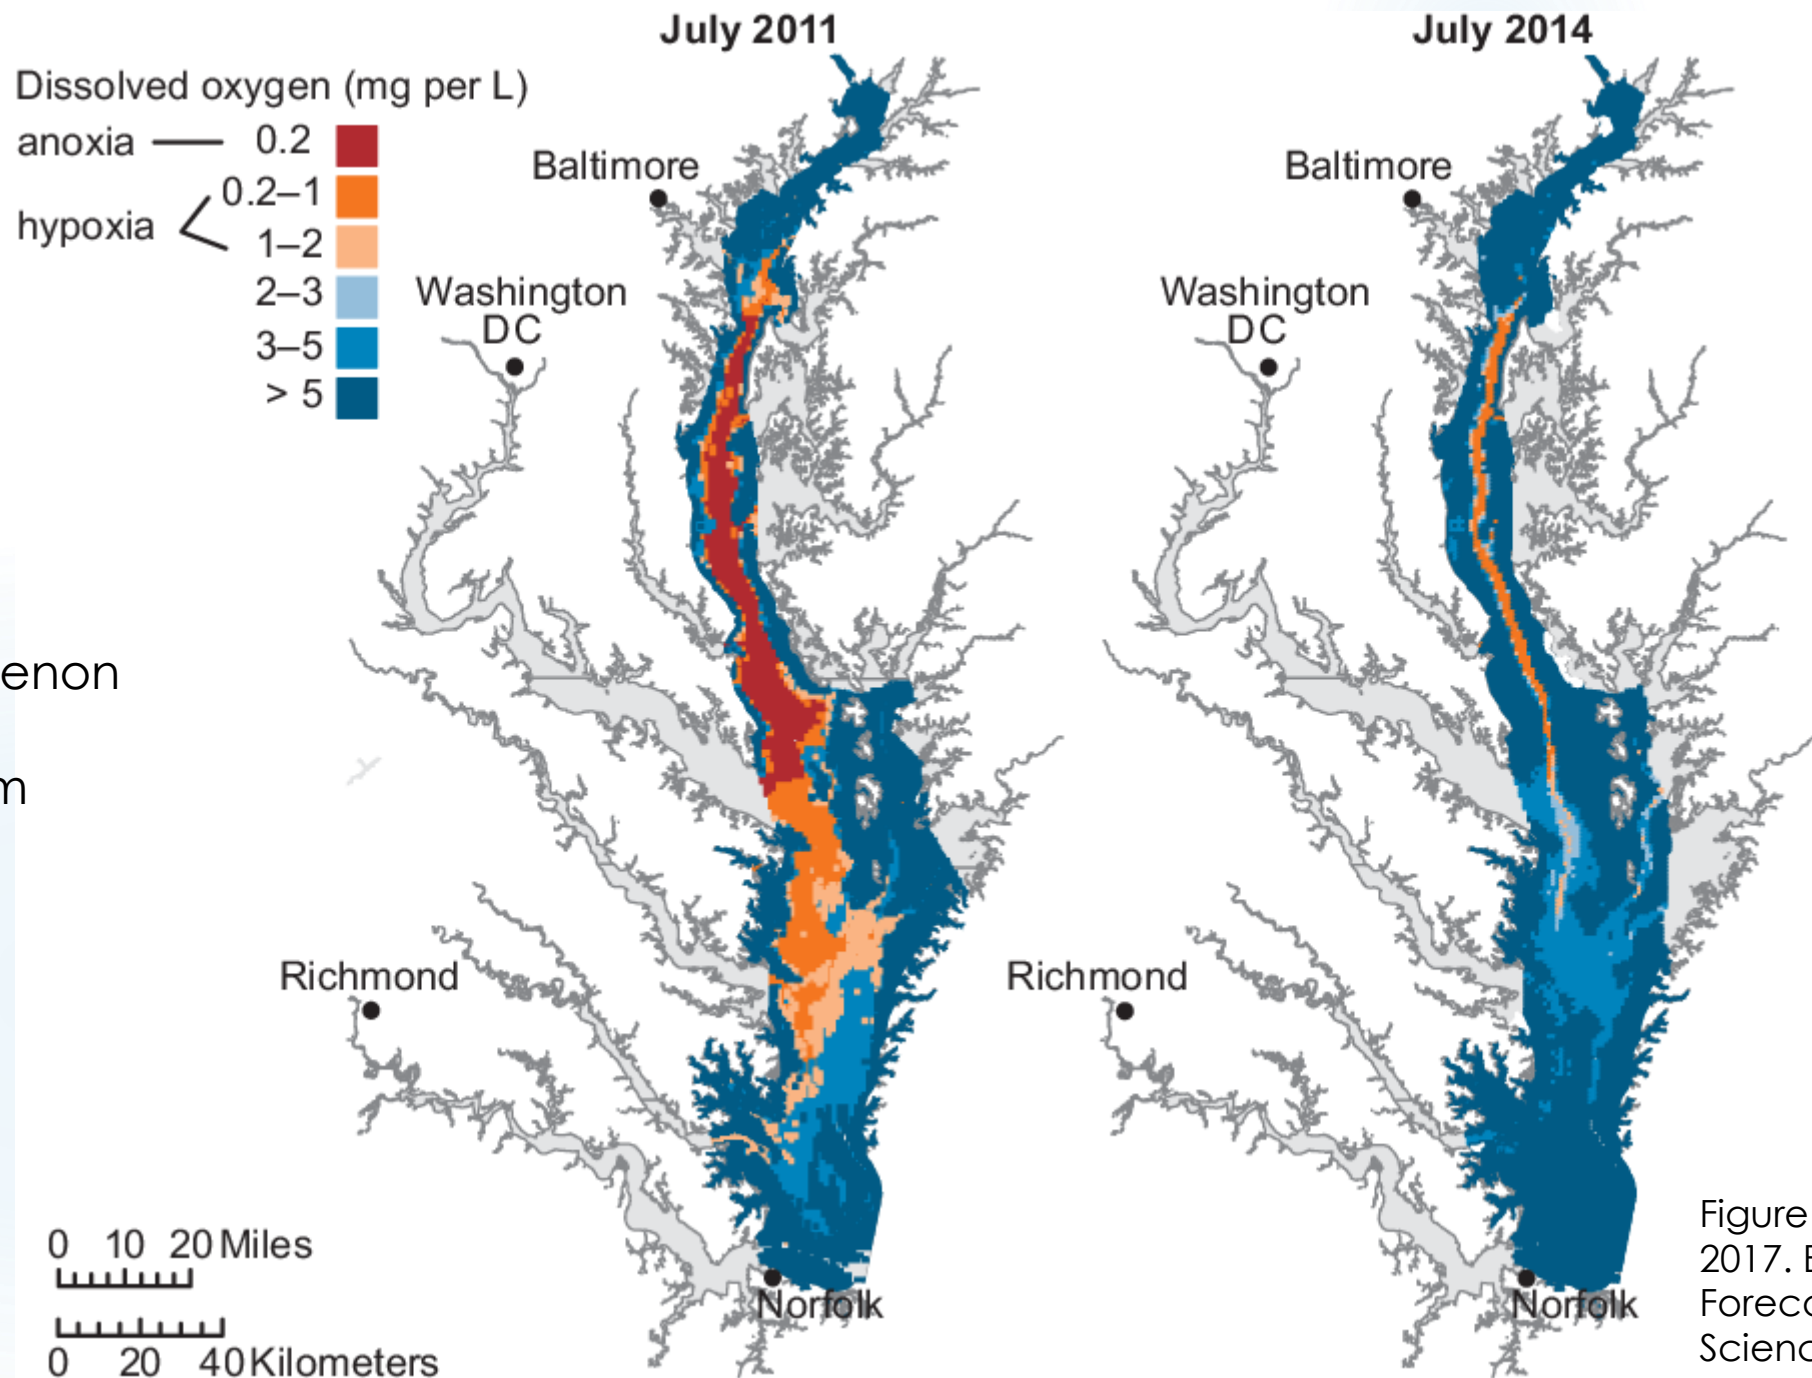 July 2011
July 2014
Dissolved oxygen (mg per L)
anoxia 0.2
0.2–1
hypoxia
1–2
2–3
3–5
> 5
Baltimore
Washington
DC
Richmond
Norfolk
Baltimore
Washington
DC
Richmond
Norfolk
enon
m
0 10 20 Miles
0 20 40 Kilometers
Figure
2017. E
Foreca
Scienc